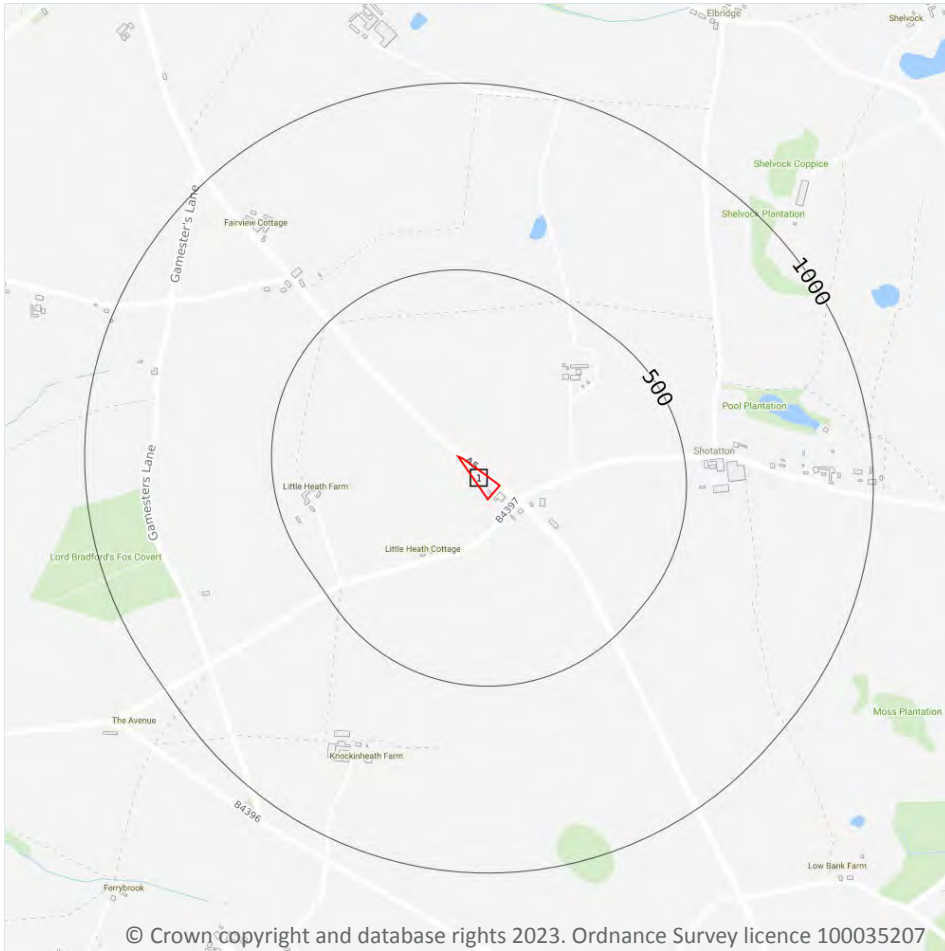 Elbridge
Shelvock
Shelvock Coppice
Gamester's Lane
Shelvock Plantation
Fairview Cottage
1000
500
Pool Plantation
Shotatton
A5
1
Gamesters Lane
Little Heath Farm
B4397
Little Heath Cottage
Lord Bradford's Fox Covert
Moss Plantation
The Avenue
Knockinheath Farm
B4396
Low Bank Farm
Ferrybrook
© Crown copyright and database rights 2023. Ordnance Survey licence 100035207